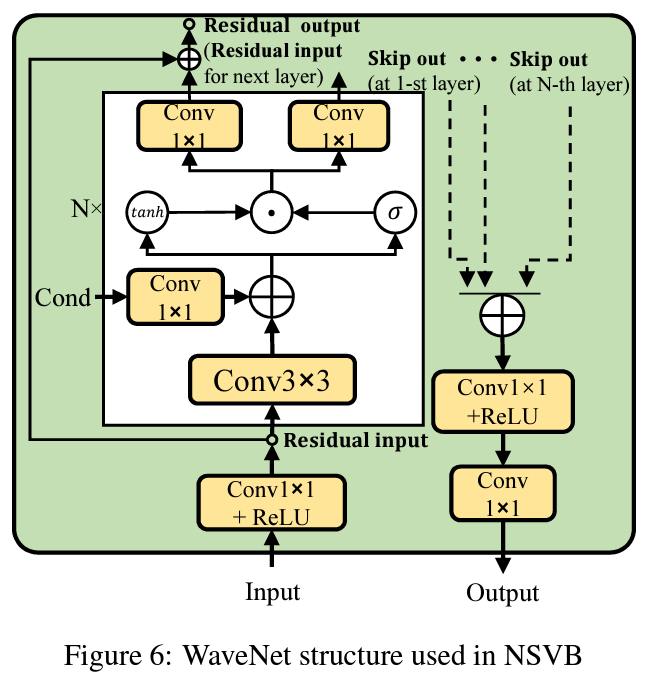 Residual output
(Residual input
for next layer)
Skip out • • • Skip out
(at 1-st layer) (at N-th layer)
Conv
1×1
Conv
1×1
N×
tanh
·
σ
Cond
Conv
1×1
Conv3×3
Conv1×1
+ReLU
Residual input
Conv1×1
+ ReLU
Conv
1×1
Input
Output
Figure 6: WaveNet structure used in NSVB